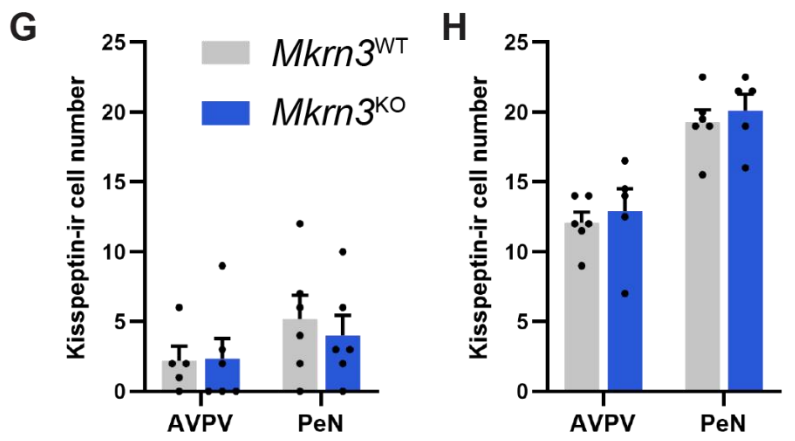 G
Kisspeptin-ir cell number
25
20
15
10
5
0
Mkrn3WT
Mkrn3KO
AVPV PeN
H
Kisspeptin-ir cell number
25
20
15
10
5
0
AVPV PeN